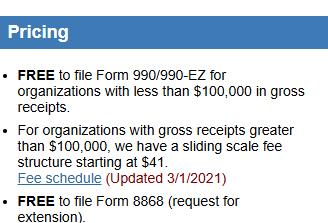 Pricing
• FREE to file Form 990/990-EZ for
organizations with less than $100,000 in gross
receipts.
• For organizations with gross receipts greater
than $100,000, we have a sliding scale fee
structure starting at $41.
Fee schedule (Updated 3/1/2021)
• FREE to file Form 8868 (request for
extension).